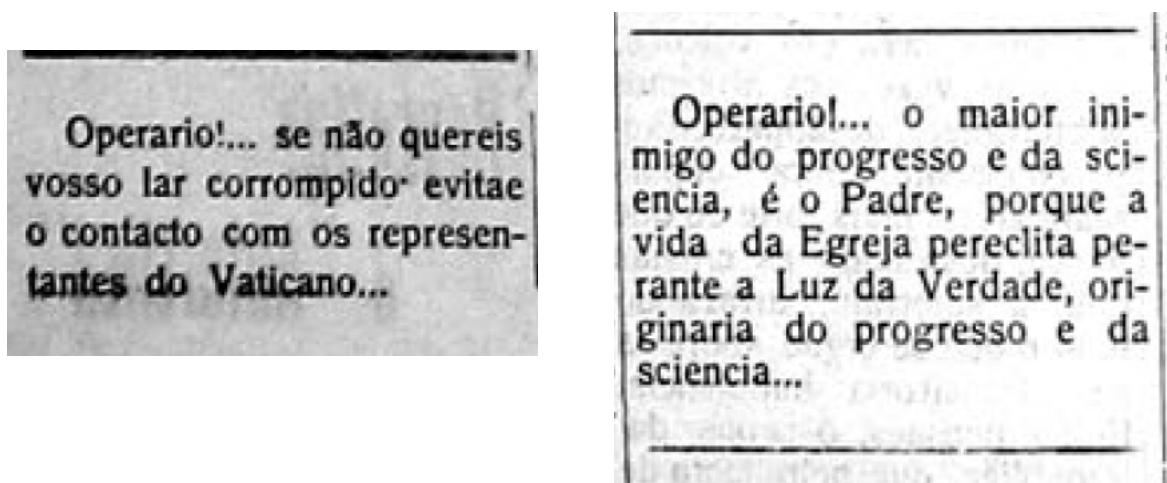 Operario!... se não quereis
vosso lar corrompido evitae
o contacto com os represen-
tantes do Vaticano...
Operario!... o maior ini-
migo do progresso e da sci-
encia, é o Padre, porque a
vida da Egreja pereclita pe-
rante a Luz da Verdade, ori-
ginaria do progresso e da
sciencia...